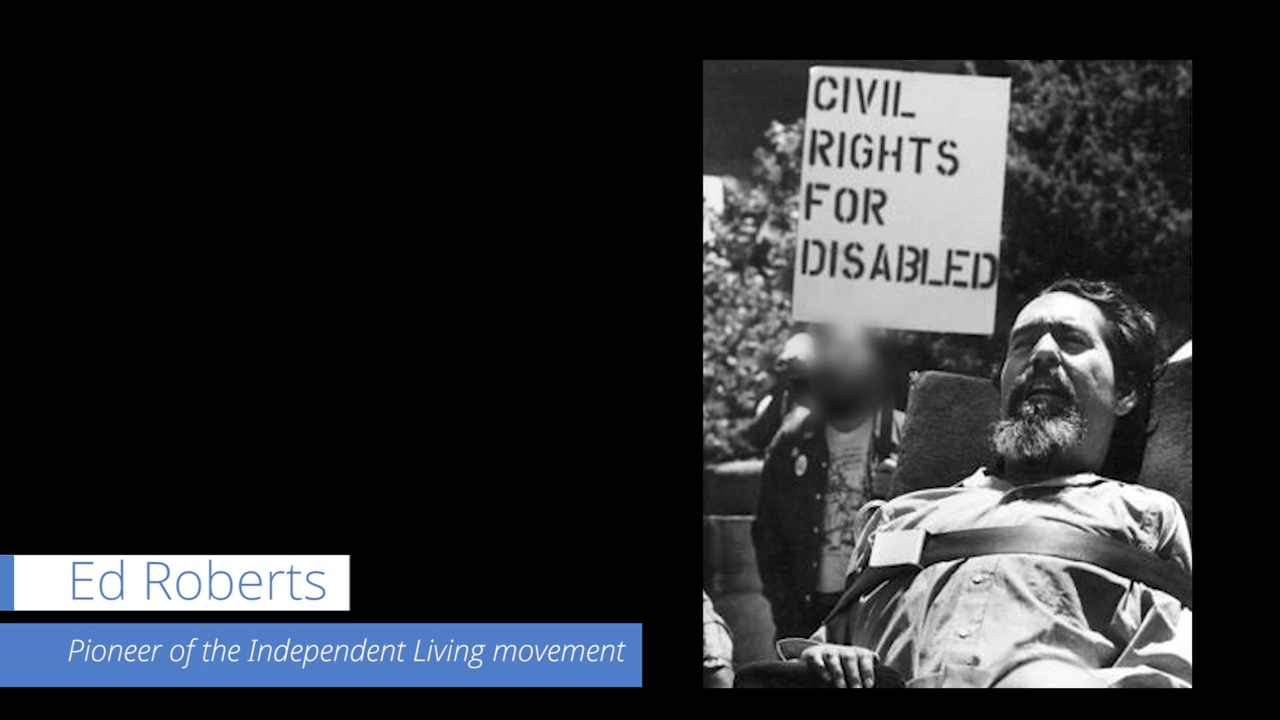 CIVIL
RIGHTS
FOR
DISABLED
Ed Roberts
Pioneer of the Independent Living movement